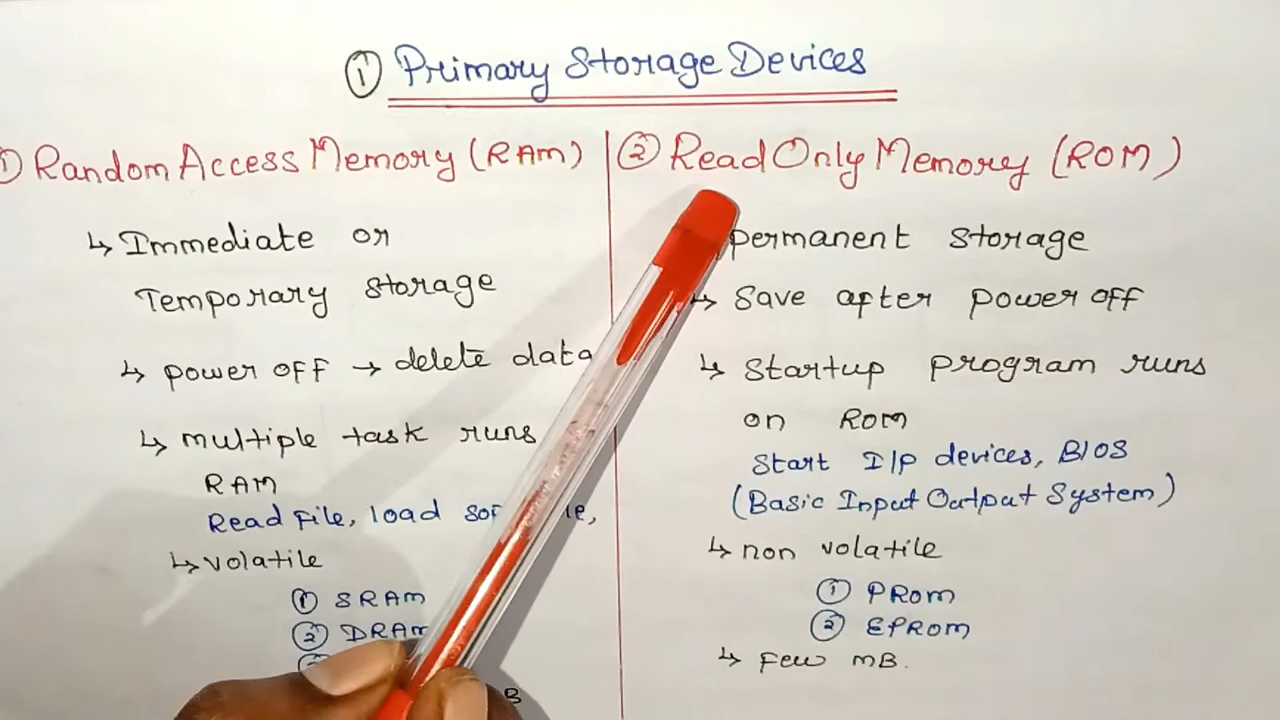 ① Primary Storage Devices
① Random Access Memory (RAM)
↳ Immediate or
Temporary storage
↳ power off → delete data
↳ multiple task runs
RAM
Read File, load
↳ volatile
① SRAM
② DRAM
B
② Read Only Memory (ROM)
permanent storage
↳ Save after power off
↳ Startup program runs
on ROM
Start I/P devices, BIOS
(Basic Input Output System)
↳ non volatile
① PROM
② EPROM
↳ Few MB.